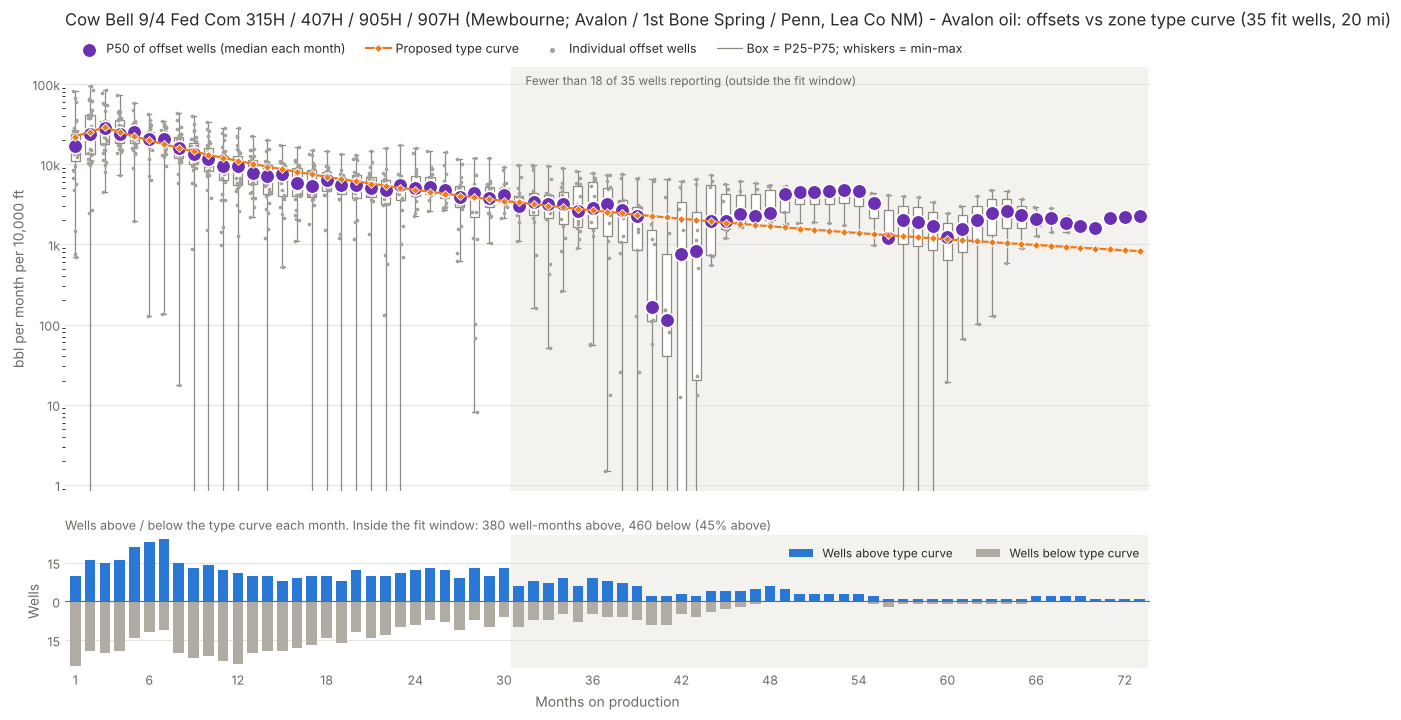 Cow Bell 9/4 Fed Com 315H / 407H / 905H / 907H (Mewbourne; Avalon / 1st Bone Spring / Penn, Lea Co NM) - Avalon oil: offsets vs zone type curve (35 fit wells, 20 mi)
P50 of offset wells (median each month)
Proposed type curve
Individual offset wells
Box = P25-P75; whiskers = min-max
Fewer than 18 of 35 wells reporting (outside the fit window)
bbl per month per 10,000 ft
100k
10k
1k
100
10
1
Wells above / below the type curve each month. Inside the fit window: 380 well-months above, 460 below (45% above)
Wells above type curve
Wells below type curve
Wells
15
0
15
1 6 12 18 24 30 36 42 48 54 60 66 72
Months on production